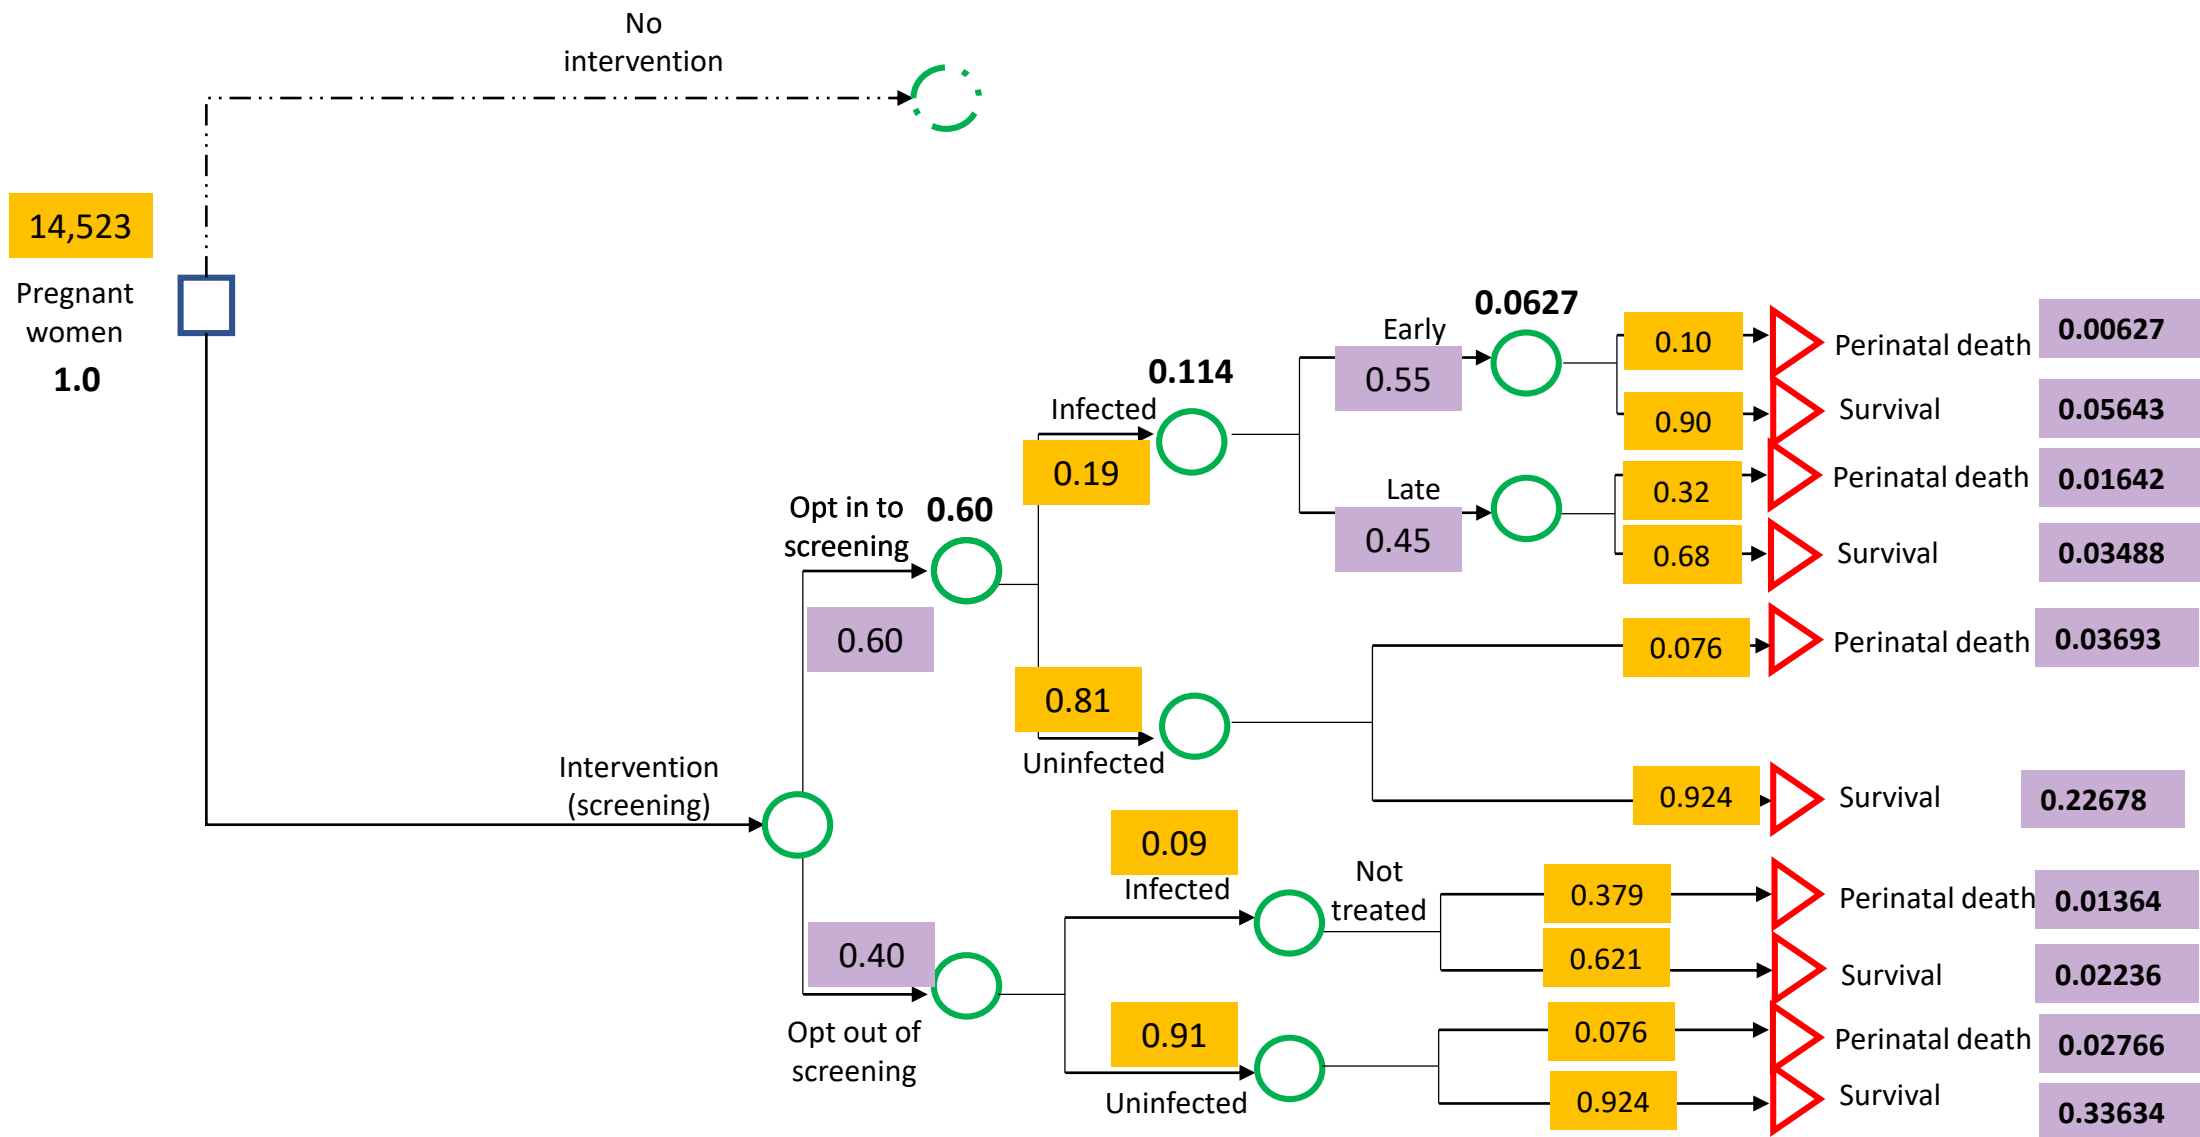 No
intervention
14,523
Pregnant
women
1.0
Intervention
(screening)
Opt in to
screening
0.60
0.60
0.40
Opt out of
screening
Infected
0.19
0.114
0.81
Uninfected
Early
0.55
0.0627
Late
0.45
0.10
Perinatal death
0.00627
0.90
Survival
0.05643
0.32
Perinatal death
0.01642
0.68
Survival
0.03488
0.076
Perinatal death
0.03693
0.924
Survival
0.22678
0.09
Infected
Not
treated
0.379
Perinatal death
0.01364
0.621
Survival
0.02236
0.91
Uninfected
0.076
Perinatal death
0.02766
0.924
Survival
0.33634